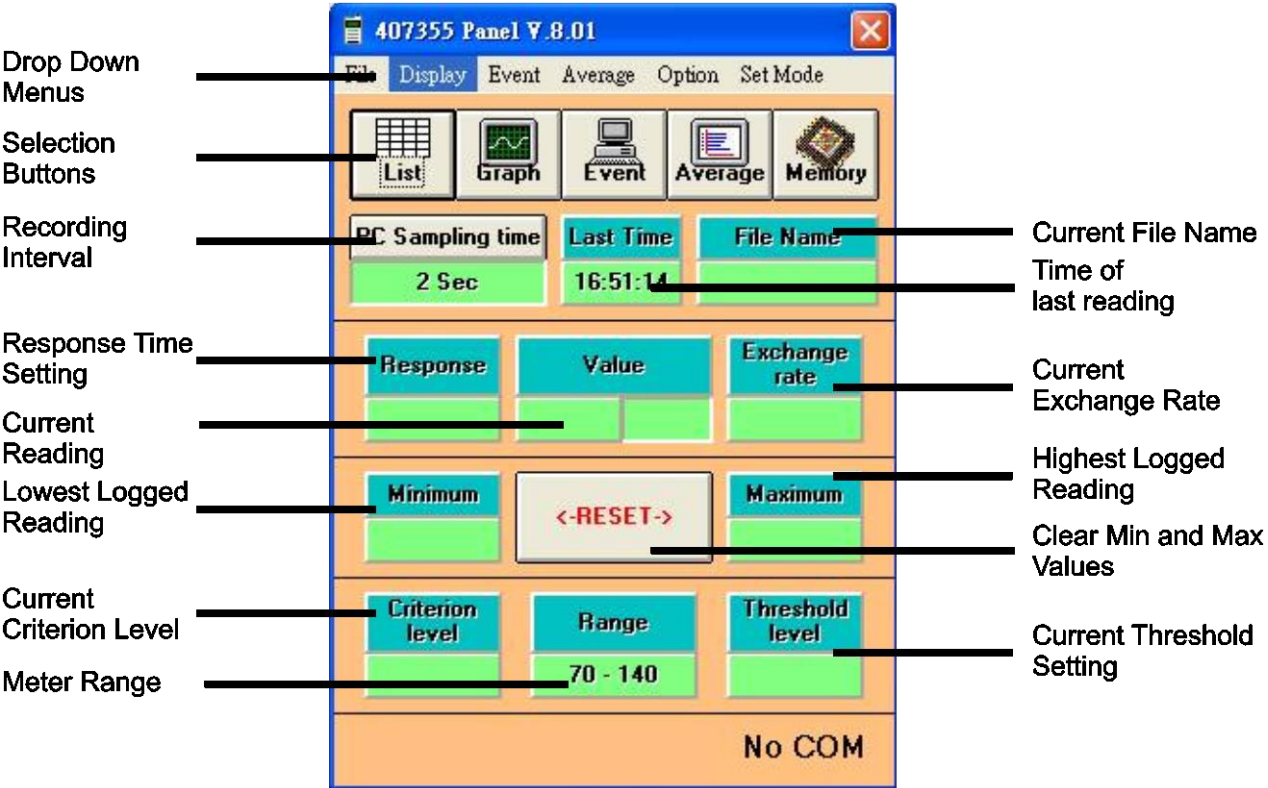 407355 Panel V.8.01
File Display Event Average Option Set Mode
List Graph Event Average Memory
PC Sampling time
2 Sec
Last Time
16:51:14
File Name
Response
Value
Exchange
rate
Minimum
<-RESET->
Maximum
Criterion
level
Range
70 - 140
Threshold
level
No COM
Drop Down
Menus
Selection
Buttons
Recording
Interval
Response Time
Setting
Current
Reading
Lowest Logged
Reading
Current
Criterion Level
Meter Range
Current File Name
Time of
last reading
Current
Exchange Rate
Highest Logged
Reading
Clear Min and Max
Values
Current Threshold
Setting